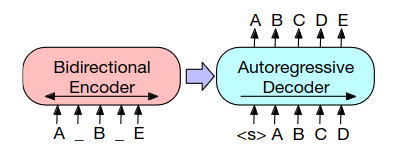 A B C D E
Bidirectional
Encoder
Autoregressive
Decoder
A _ B _ E
<s> A B C D